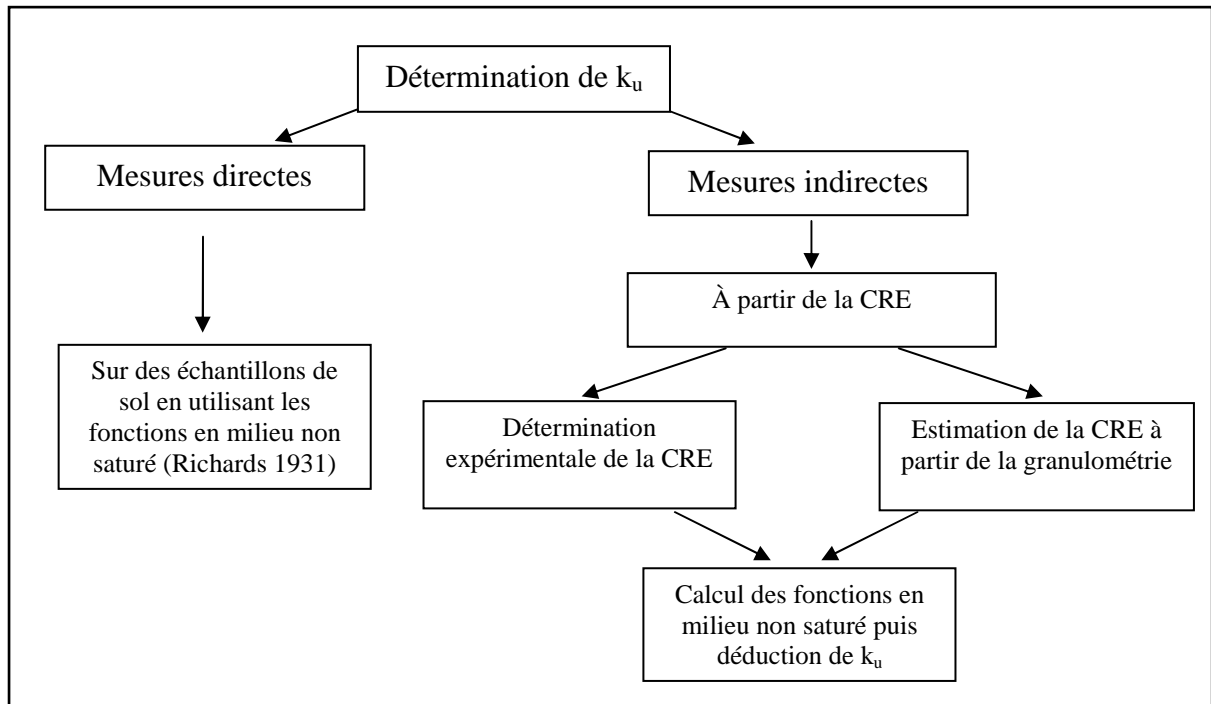 Détermination de ku
Mesures directes
Mesures indirectes
À partir de la CRE
Sur des échantillons de
sol en utilisant les
fonctions en milieu non
saturé (Richards 1931)
Détermination
expérimentale de la CRE
Estimation de la CRE à
partir de la granulométrie
Calcul des fonctions en
milieu non saturé puis
déduction de ku